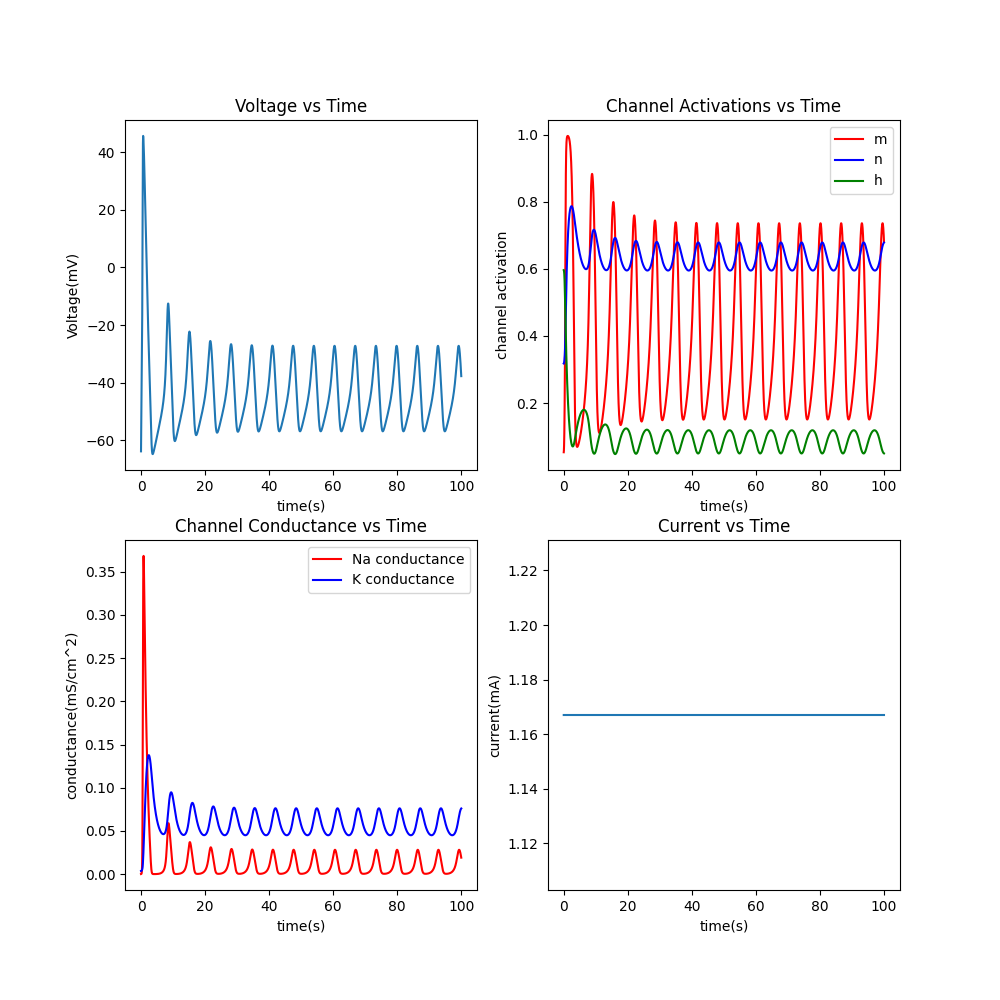 Voltage vs Time
40
20
0
−20
−40
−60
Voltage(mV)
0 20 40 60 80 100
time(s)
Channel Activations vs Time
1.0
0.8
0.6
0.4
0.2
channel activation
m
n
h
0 20 40 60 80 100
time(s)
Channel Conductance vs Time
0.35
0.30
0.25
0.20
0.15
0.10
0.05
0.00
conductance(mS/cm^2)
Na conductance
K conductance
0 20 40 60 80 100
time(s)
Current vs Time
1.22
1.20
1.18
1.16
1.14
1.12
current(mA)
0 20 40 60 80 100
time(s)